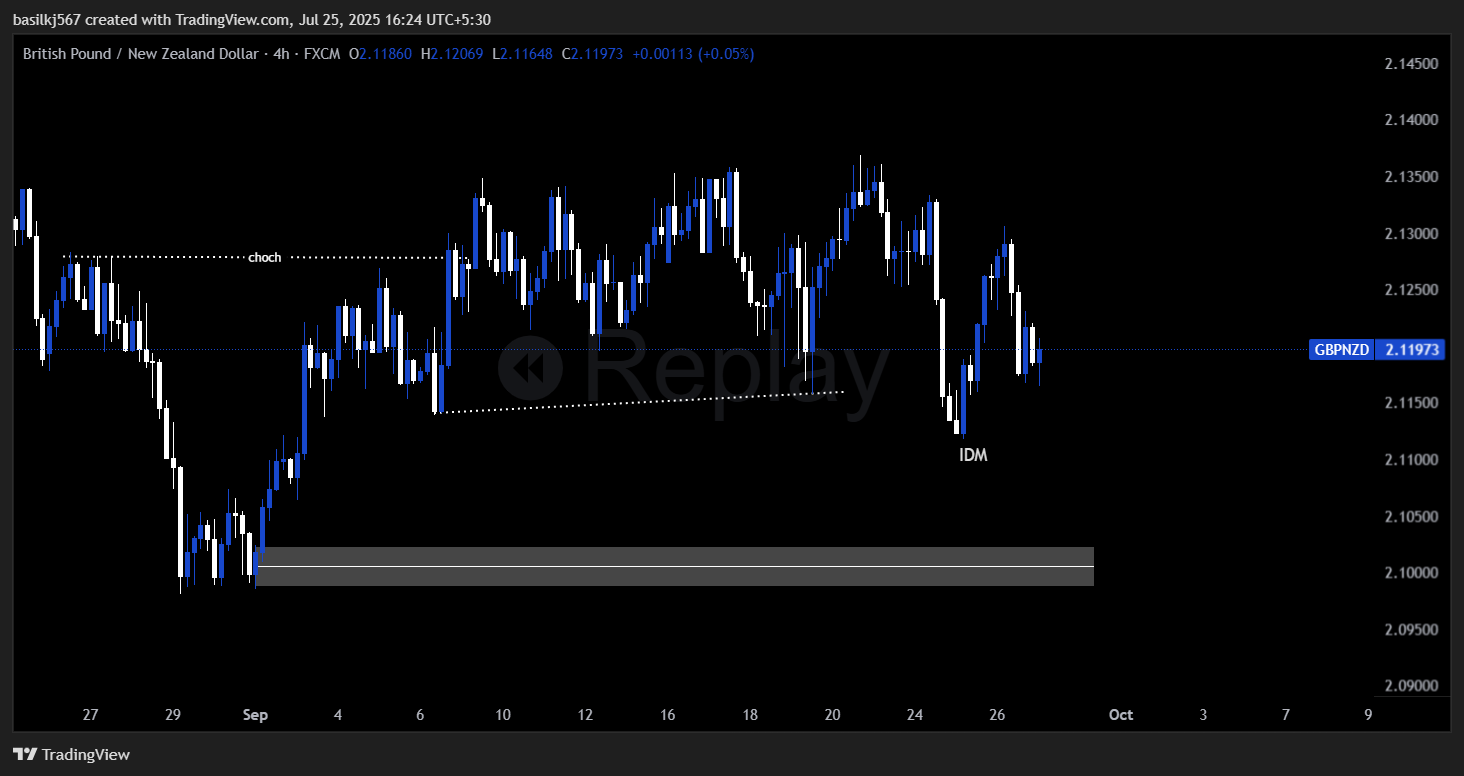 basilkj567 created with TradingView.com, Jul 25, 2025 16:24 UTC+5:30
British Pound / New Zealand Dollar · 4h · FXCM O2.11860 H2.12069 L2.11648 C2.11973 +0.00113 (+0.05%)
2.14500
2.14000
2.13500
2.13000
2.12500
GBPNZD 2.11973
2.11500
2.11000
2.10500
2.10000
2.09500
2.09000
choch
Replay
IDM
27 29 Sep 4 6 10 12 16 18 20 24 26 Oct 3 7 9
TradingView